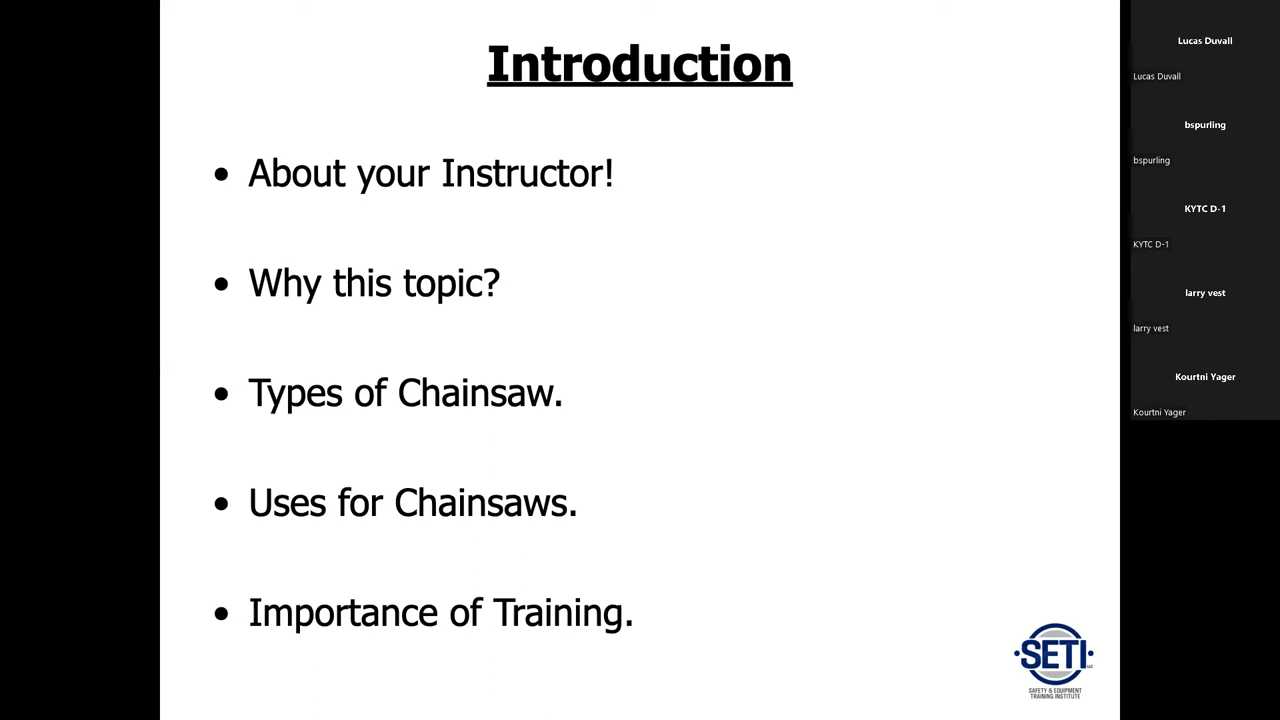 Introduction
• About your Instructor!
• Why this topic?
• Types of Chainsaw.
• Uses for Chainsaws.
• Importance of Training.
SETI
LLC
SAFETY & EQUIPMENT
TRAINING INSTITUTE
Lucas Duvall
Lucas Duvall
bspurling
bspurling
KYTC D-1
KYTC D-1
larry vest
larry vest
Kourtni Yager
Kourtni Yager